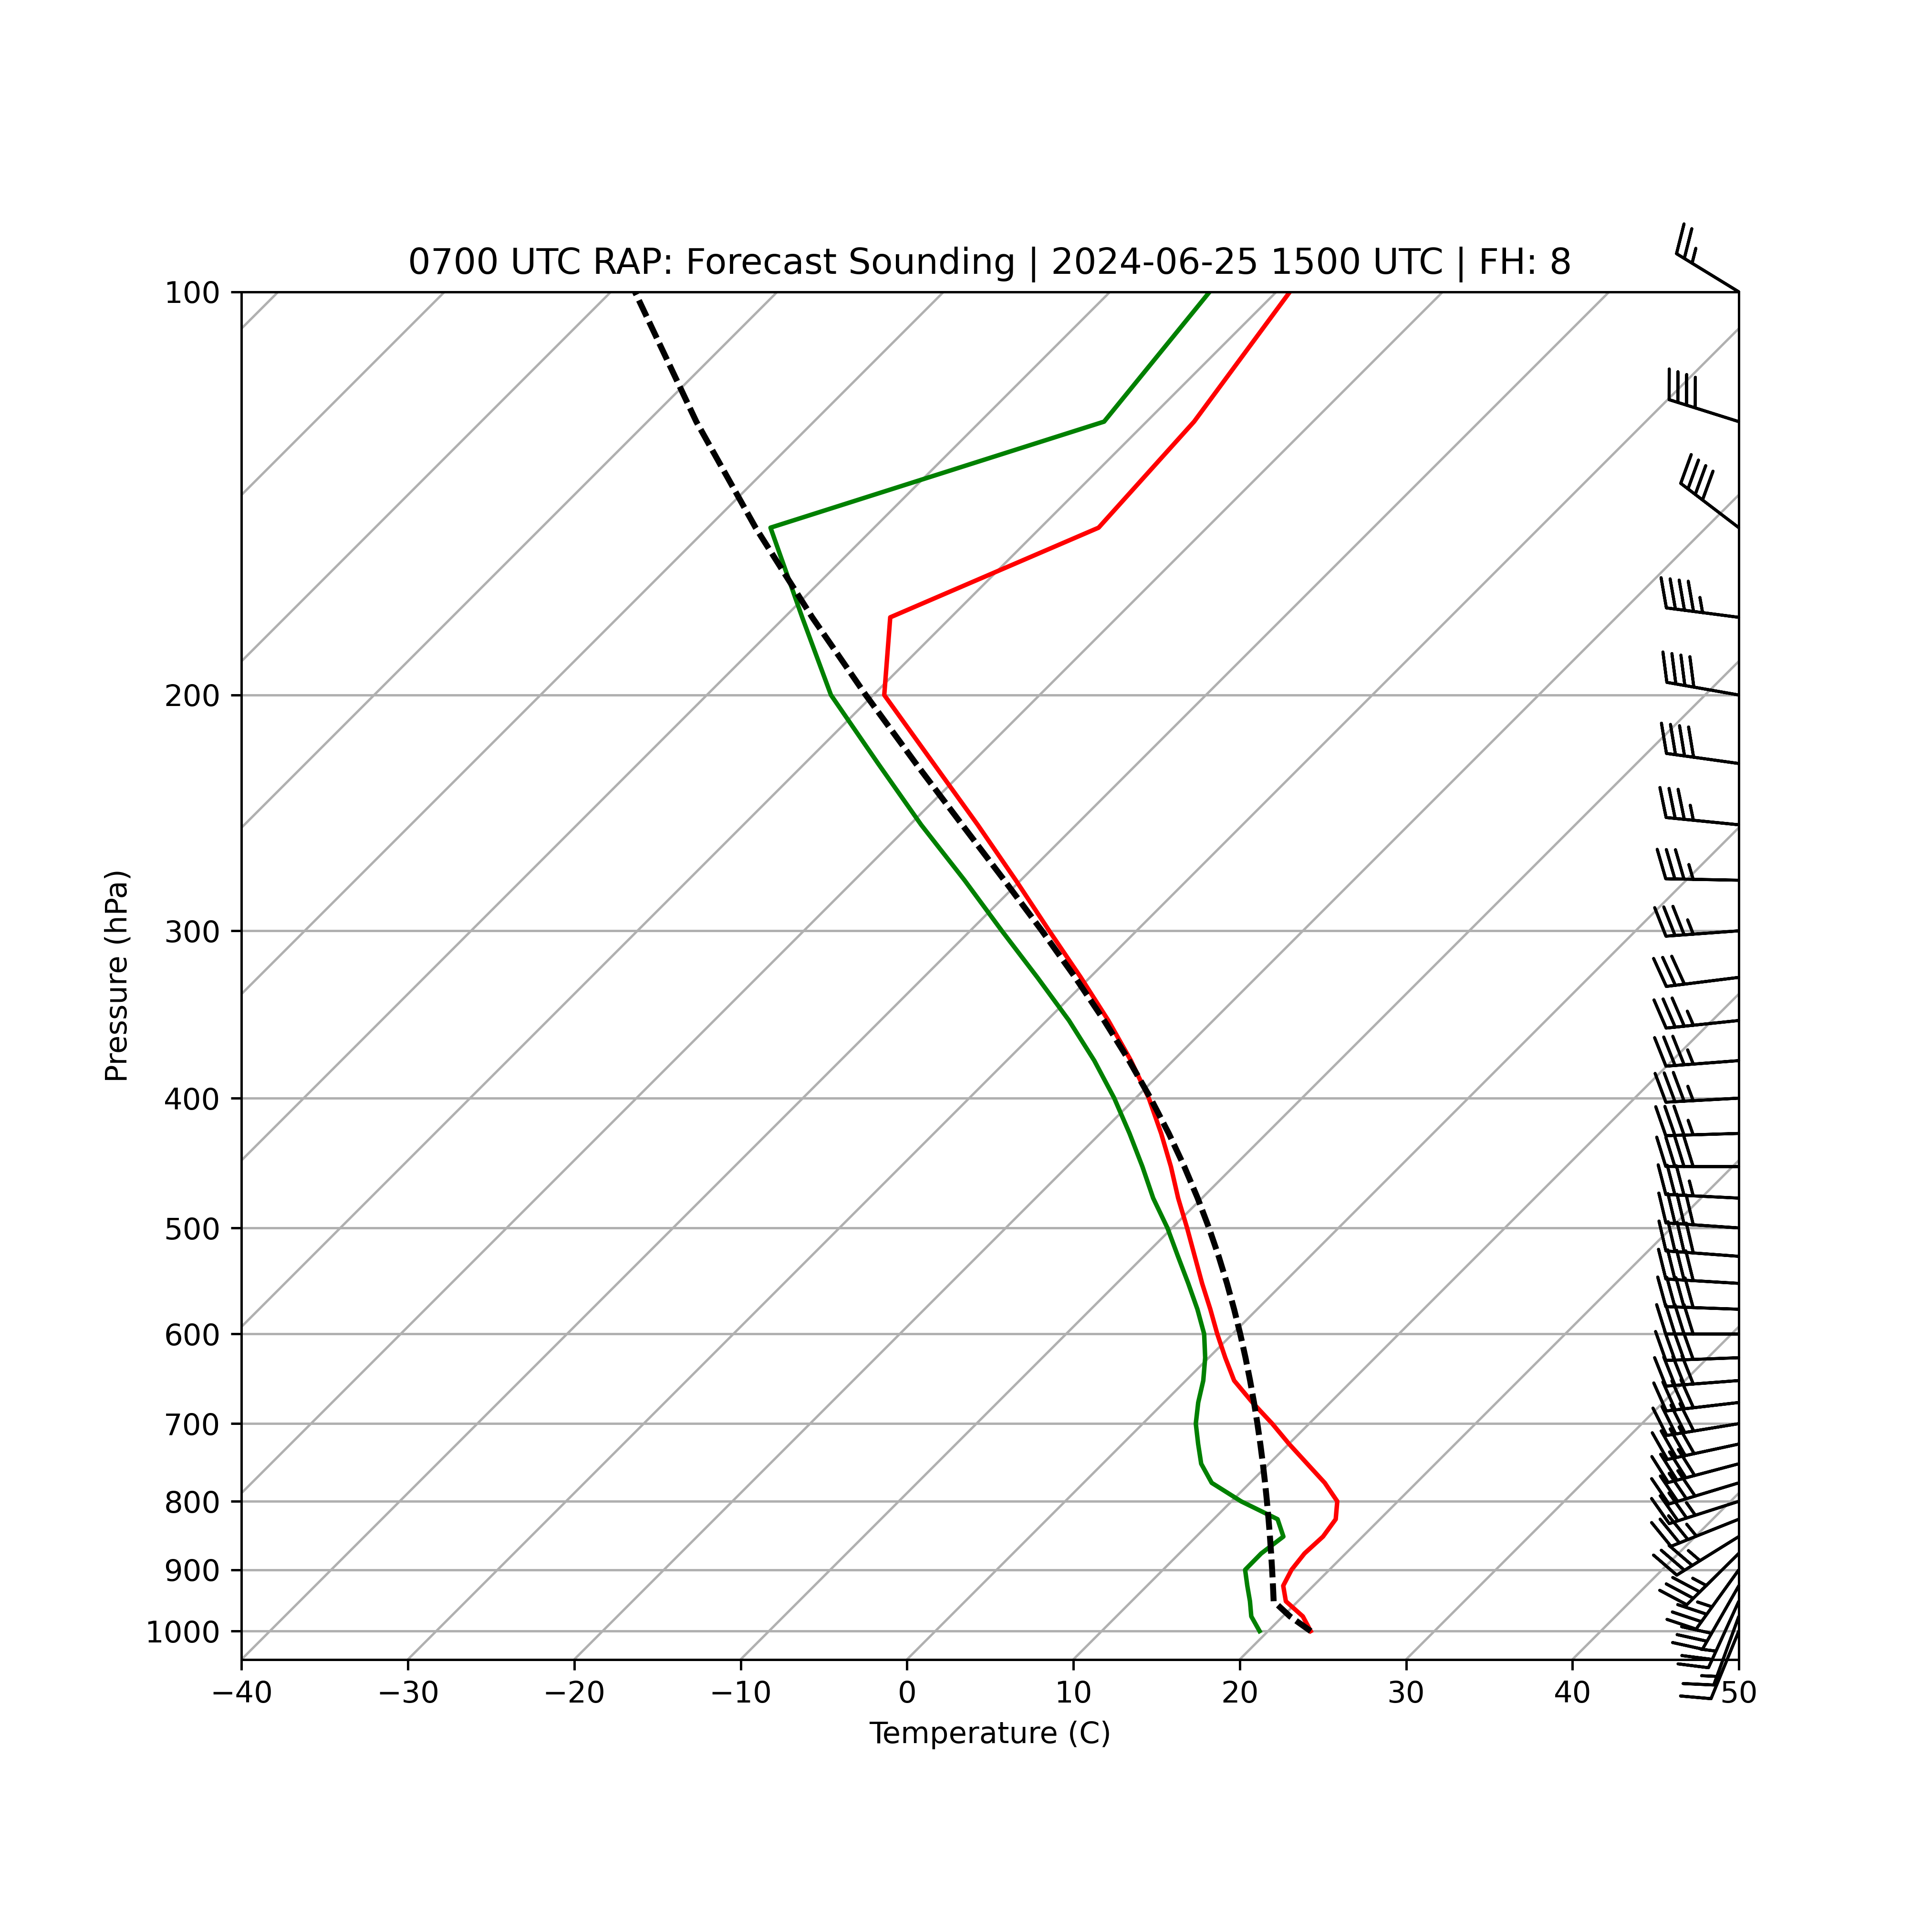 0700 UTC RAP: Forecast Sounding | 2024-06-25 1500 UTC | FH: 8
100
200
300
400
500
600
700
800
900
1000
Pressure (hPa)
−40 −30 −20 −10 0 10 20 30 40 50
Temperature (C)